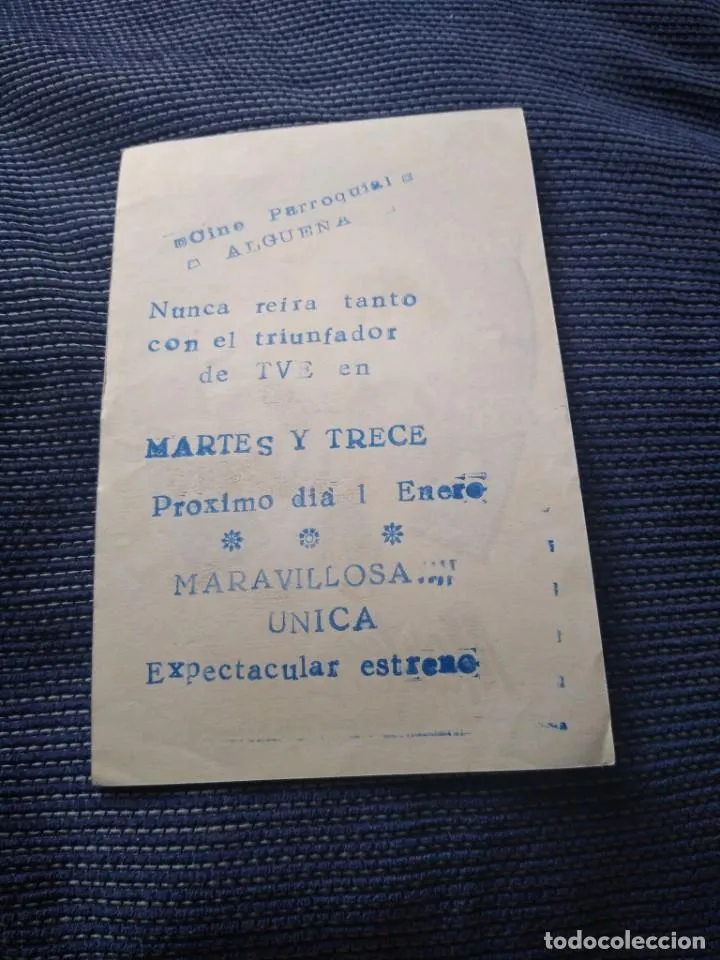 Cine Parroquial
ALGUEÑA
Nunca reira tanto
con el triunfador
de TVE en
MARTES Y TRECE
Proximo dia 1 Enero
MARAVILLOSA...!!!
UNICA
Expectacular estreno
todocoleccion